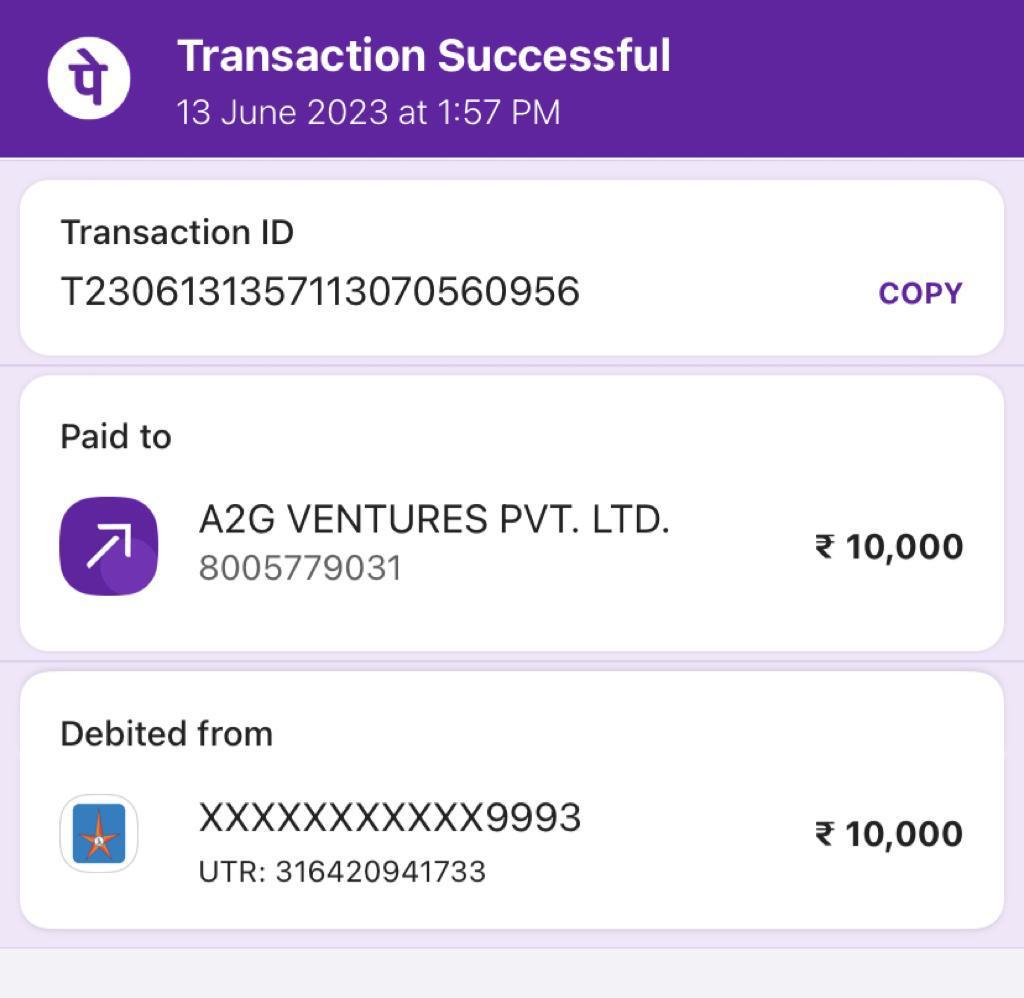 पे
Transaction Successful
13 June 2023 at 1:57 PM
Transaction ID
T2306131357113070560956
COPY
Paid to
A2G VENTURES PVT. LTD.
8005779031
₹ 10,000
Debited from
XXXXXXXXXXX9993
₹ 10,000
UTR: 316420941733